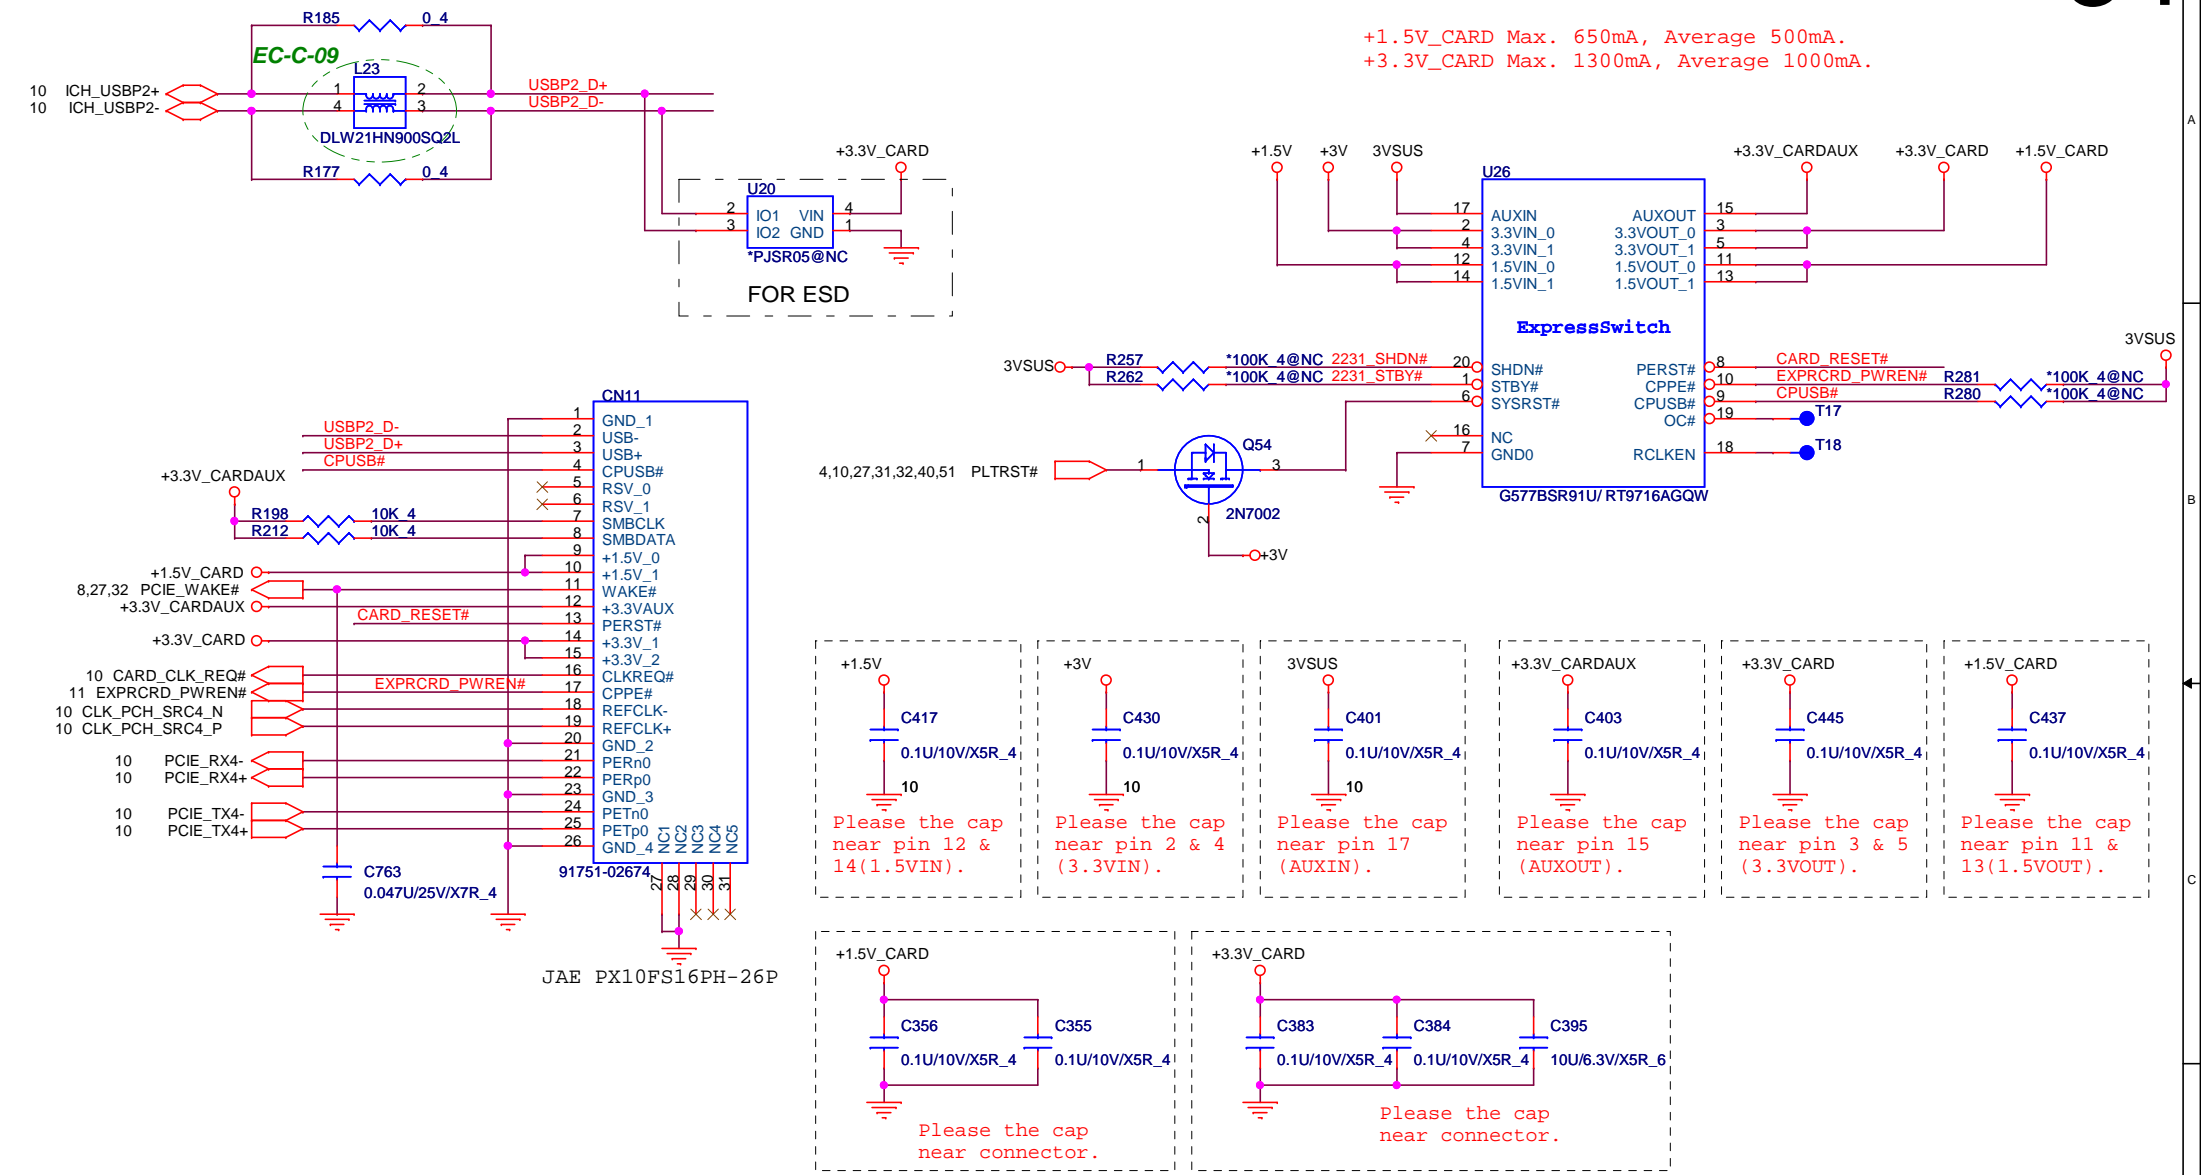 R185 0_4
EC-C-09
L23
10 ICH_USBP2+ 1 2 USBP2_D+
10 ICH_USBP2- 4 3 USBP2_D-
DLW21HN900SQ2L
R177 0_4
+1.5V_CARD Max. 650mA, Average 500mA.
+3.3V_CARD Max. 1300mA, Average 1000mA.
+3.3V_CARD
U20
2 IO1 VIN 4
3 IO2 GND 1
*PJSR05@NC
FOR ESD
+1.5V +3V 3VSUS +3.3V_CARDAUX +3.3V_CARD +1.5V_CARD
U26
17 AUXIN AUXOUT 15
2 3.3VIN_0 3.3VOUT_0 3
4 3.3VIN_1 3.3VOUT_1 5
12 1.5VIN_0 1.5VOUT_0 11
14 1.5VIN_1 1.5VOUT_1 13
ExpressSwitch
3VSUS
3VSUS R257 *100K_4@NC 2231_SHDN# 20 SHDN# PERST# 8 CARD_RESET#
R262 *100K_4@NC 2231_STBY# 1 STBY# CPPE# 10 EXPRCRD_PWREN# R281 *100K_4@NC
6 SYSRST# CPUSB# 9 CPUSB# R280 *100K_4@NC
OC# 19 T17
16 NC
7 GND0 RCLKEN 18 T18
G577BSR91U/ RT9716AGQW
4,10,27,31,32,40,51 PLTRST# 1 Q54 3
2N7002
2
+3V
CN11
1 GND_1
USBP2_D- 2 USB-
USBP2_D+ 3 USB+
CPUSB# 4 CPUSB#
+3.3V_CARDAUX
5 RSV_0
6 RSV_1
R198 10K_4 7 SMBCLK
R212 10K_4 8 SMBDATA
9 +1.5V_0
+1.5V_CARD 10 +1.5V_1
8,27,32 PCIE_WAKE# 11 WAKE#
+3.3V_CARDAUX 12 +3.3VAUX
CARD_RESET# 13 PERST#
+3.3V_CARD 14 +3.3V_1
15 +3.3V_2
10 CARD_CLK_REQ# 16 CLKREQ#
11 EXPRCRD_PWREN# EXPRCRD_PWREN# 17 CPPE#
10 CLK_PCH_SRC4_N 18 REFCLK-
10 CLK_PCH_SRC4_P 19 REFCLK+
20 GND_2
10 PCIE_RX4- 21 PERn0
10 PCIE_RX4+ 22 PERp0
23 GND_3
10 PCIE_TX4- 24 PETn0
10 PCIE_TX4+ 25 PETp0
26 GND_4
NC1 NC2 NC3 NC4 NC5
91751-02674
27 28 29 30 31
C763
0.047U/25V/X7R_4
JAE PX10FS16PH-26P
+1.5V
C417
0.1U/10V/X5R_4
10
Please the cap
near pin 12 &
14(1.5VIN).
+3V
C430
0.1U/10V/X5R_4
10
Please the cap
near pin 2 & 4
(3.3VIN).
3VSUS
C401
0.1U/10V/X5R_4
10
Please the cap
near pin 17
(AUXIN).
+3.3V_CARDAUX
C403
0.1U/10V/X5R_4
Please the cap
near pin 15
(AUXOUT).
+3.3V_CARD
C445
0.1U/10V/X5R_4
Please the cap
near pin 3 & 5
(3.3VOUT).
+1.5V_CARD
C437
0.1U/10V/X5R_4
Please the cap
near pin 11 &
13(1.5VOUT).
+1.5V_CARD
C356 C355
0.1U/10V/X5R_4 0.1U/10V/X5R_4
Please the cap
near connector.
+3.3V_CARD
C383 C384 C395
0.1U/10V/X5R_4 0.1U/10V/X5R_4 10U/6.3V/X5R_6
Please the cap
near connector.
A
B
C